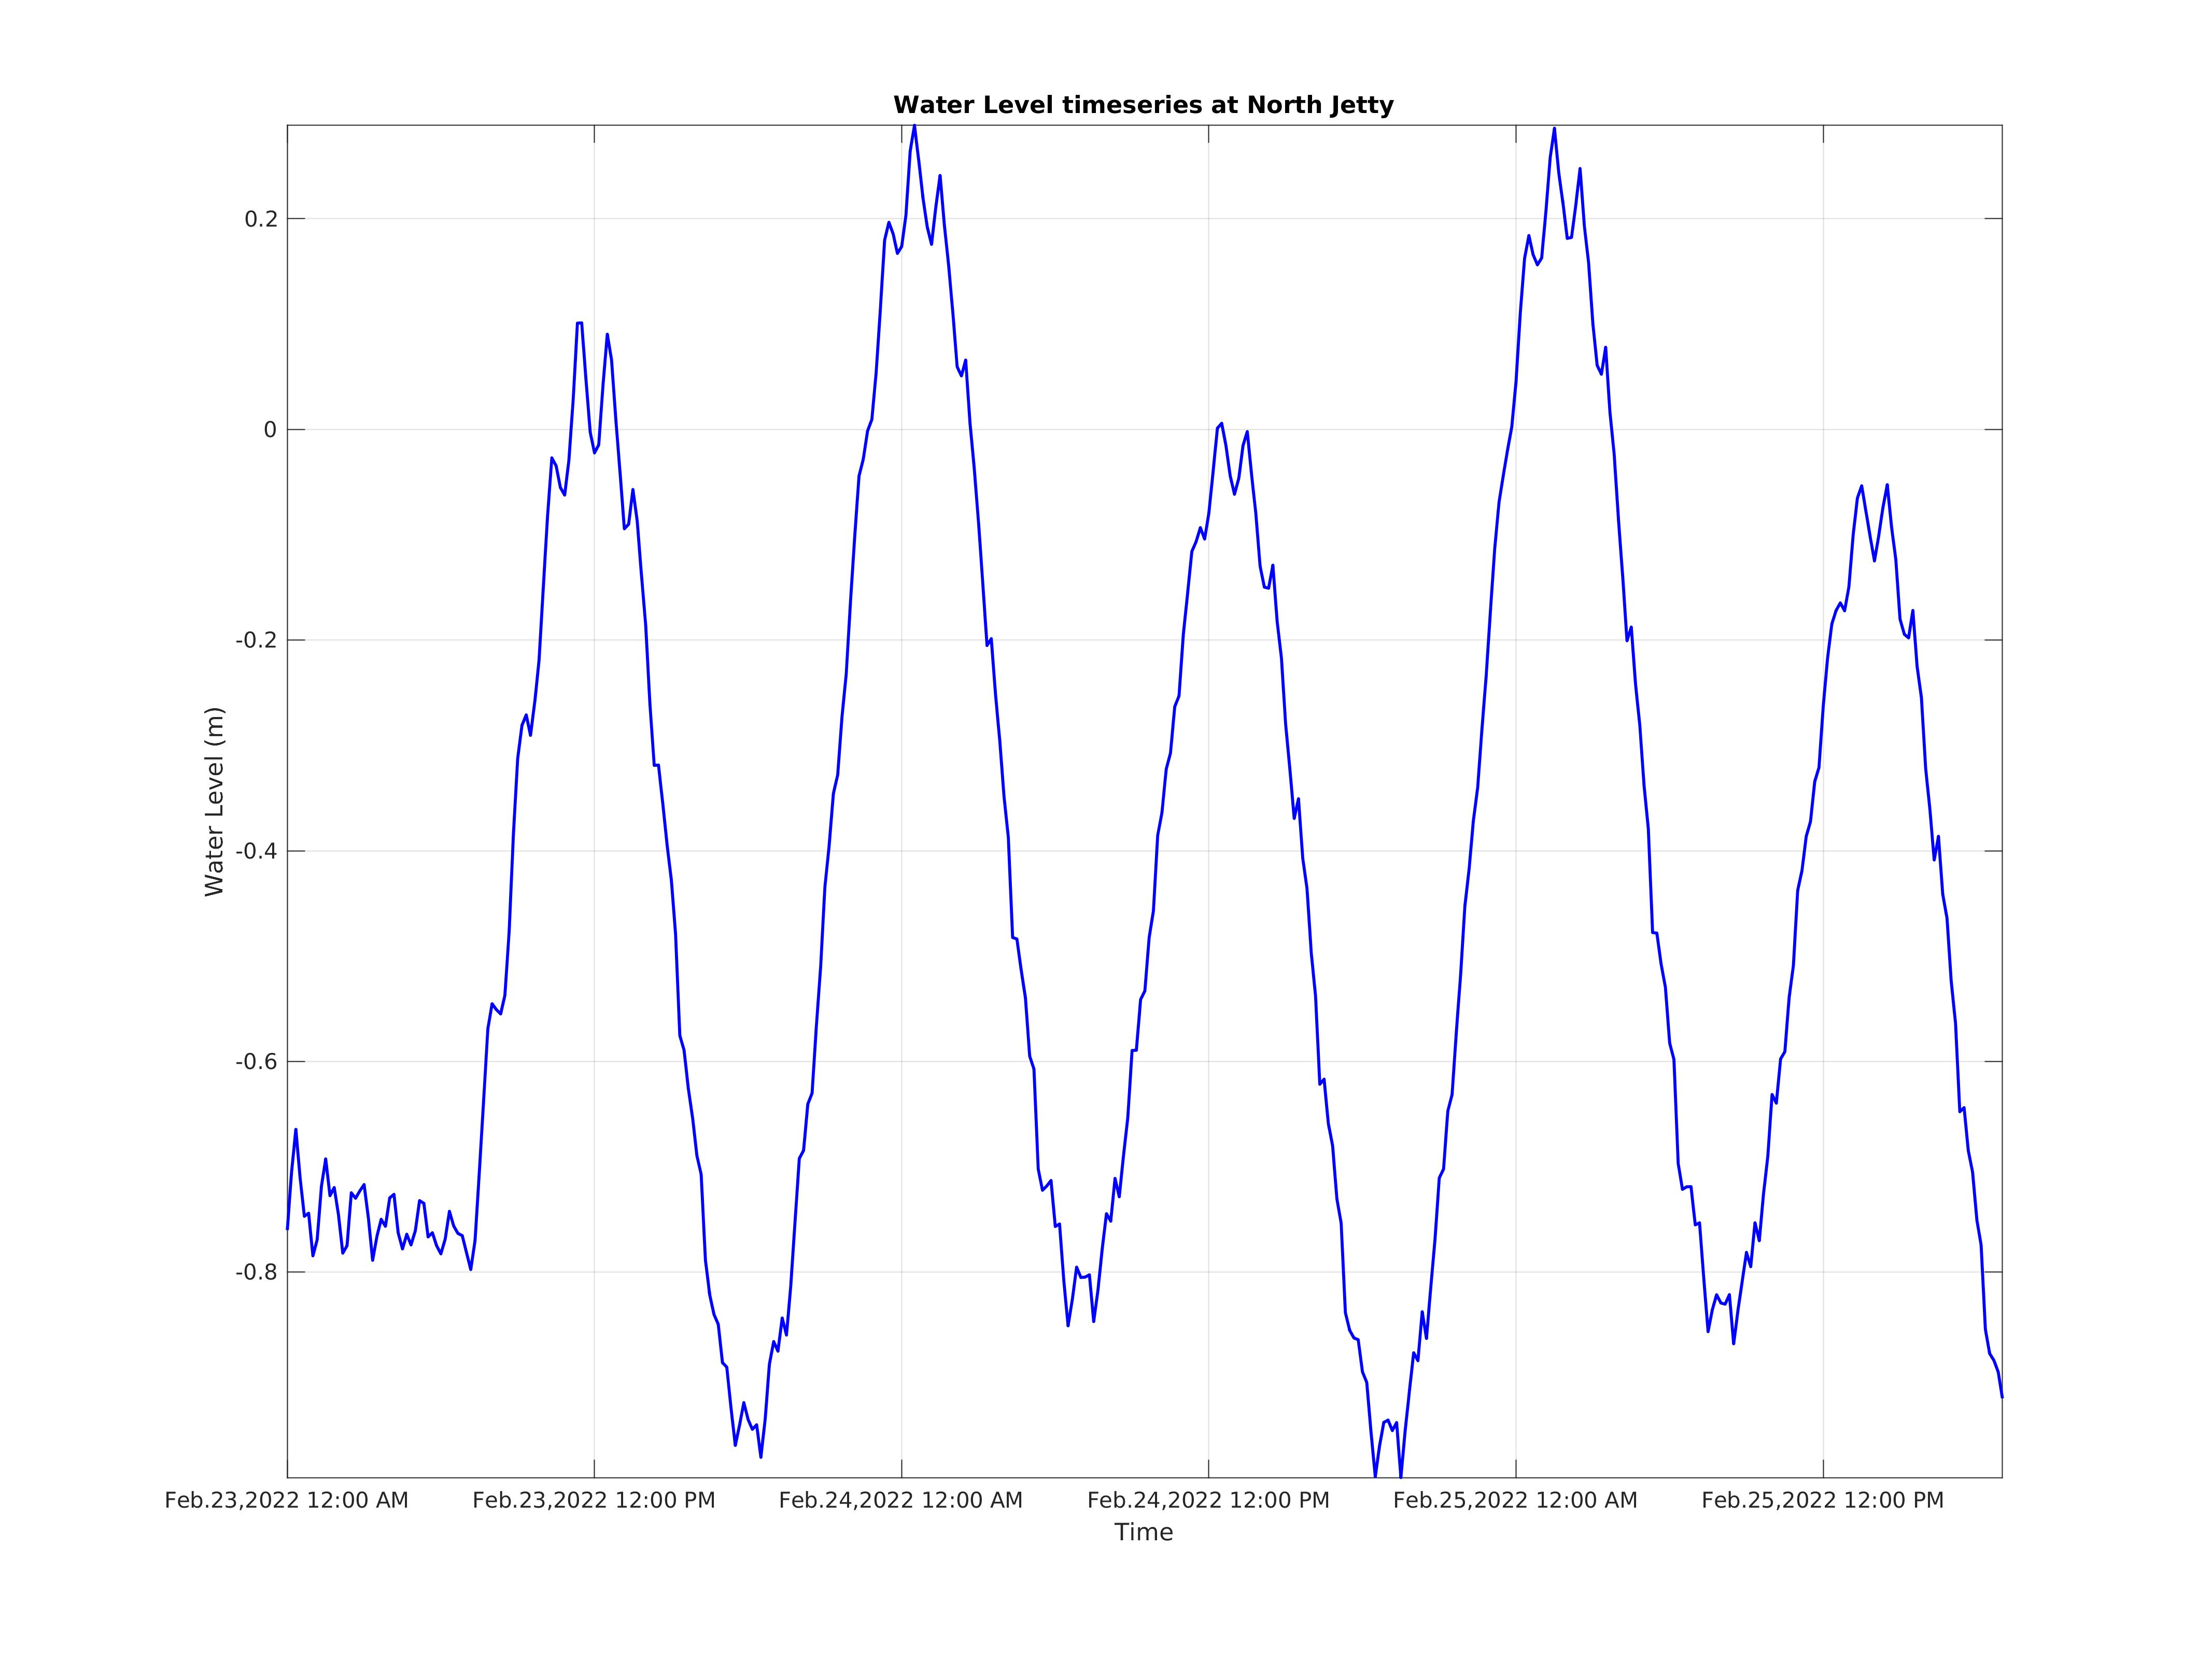 Water Level timeseries at North Jetty
0.2
0
-0.2
-0.4
-0.6
-0.8
Water Level (m)
Feb.23,2022 12:00 AM
Feb.23,2022 12:00 PM
Feb.24,2022 12:00 AM
Feb.24,2022 12:00 PM
Feb.25,2022 12:00 AM
Feb.25,2022 12:00 PM
Time